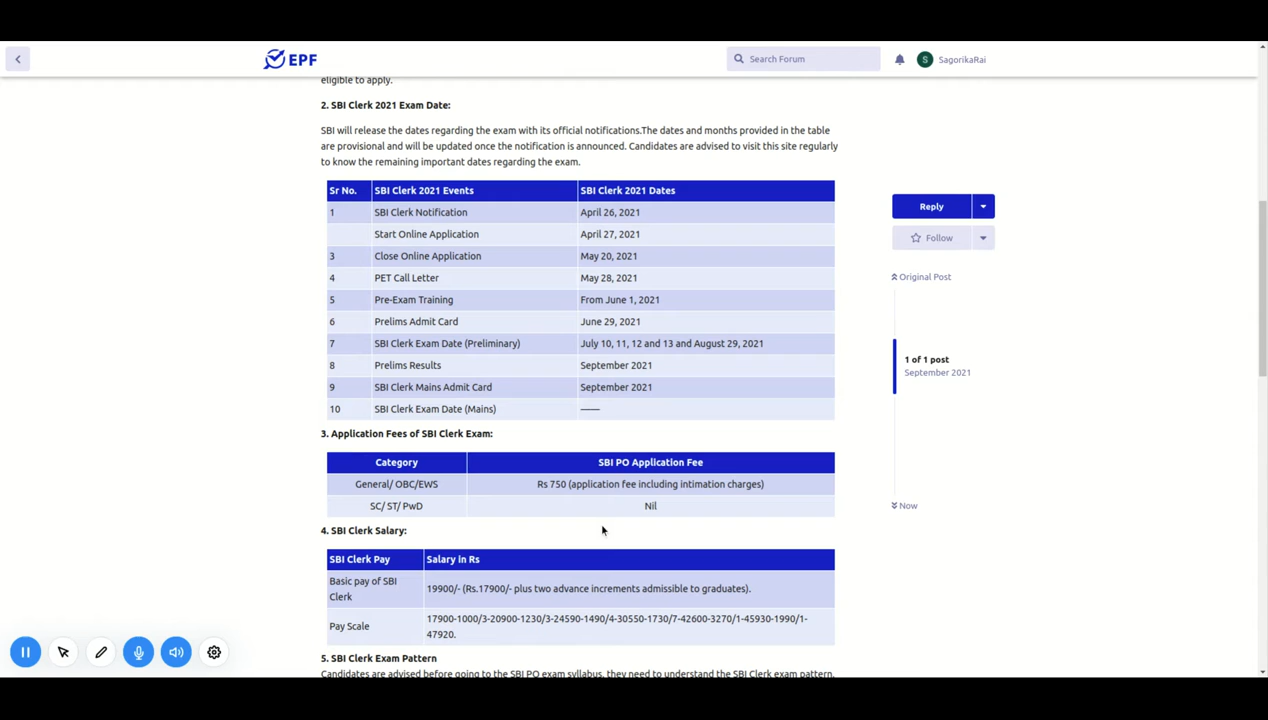 EPF
Search Forum
S
SagorikaRai
eligible to apply.
2. SBI Clerk 2021 Exam Date:
SBI will release the dates regarding the exam with its official notifications.The dates and months provided in the table
are provisional and will be updated once the notification is announced. Candidates are advised to visit this site regularly
to know the remaining important dates regarding the exam.
Sr No. SBI Clerk 2021 Events SBI Clerk 2021 Dates
1 SBI Clerk Notification April 26, 2021
Start Online Application April 27, 2021
3 Close Online Application May 20, 2021
4 PET Call Letter May 28, 2021
5 Pre-Exam Training From June 1, 2021
6 Prelims Admit Card June 29, 2021
7 SBI Clerk Exam Date (Preliminary) July 10, 11, 12 and 13 and August 29, 2021
8 Prelims Results September 2021
9 SBI Clerk Mains Admit Card September 2021
10 SBI Clerk Exam Date (Mains) ——
3. Application Fees of SBI Clerk Exam:
Category SBI PO Application Fee
General/ OBC/EWS Rs 750 (application fee including intimation charges)
SC/ ST/ PwD Nil
4. SBI Clerk Salary:
SBI Clerk Pay Salary in Rs
Basic pay of SBI
Clerk
19900/- (Rs.17900/- plus two advance increments admissible to graduates).
Pay Scale
17900-1000/3-20900-1230/3-24590-1490/4-30550-1730/7-42600-3270/1-45930-1990/1-
47920.
5. SBI Clerk Exam Pattern
Candidates are advised before going to the SBI PO exam syllabus, they need to understand the SBI Clerk exam pattern.
Reply
Follow
Original Post
1 of 1 post
September 2021
Now